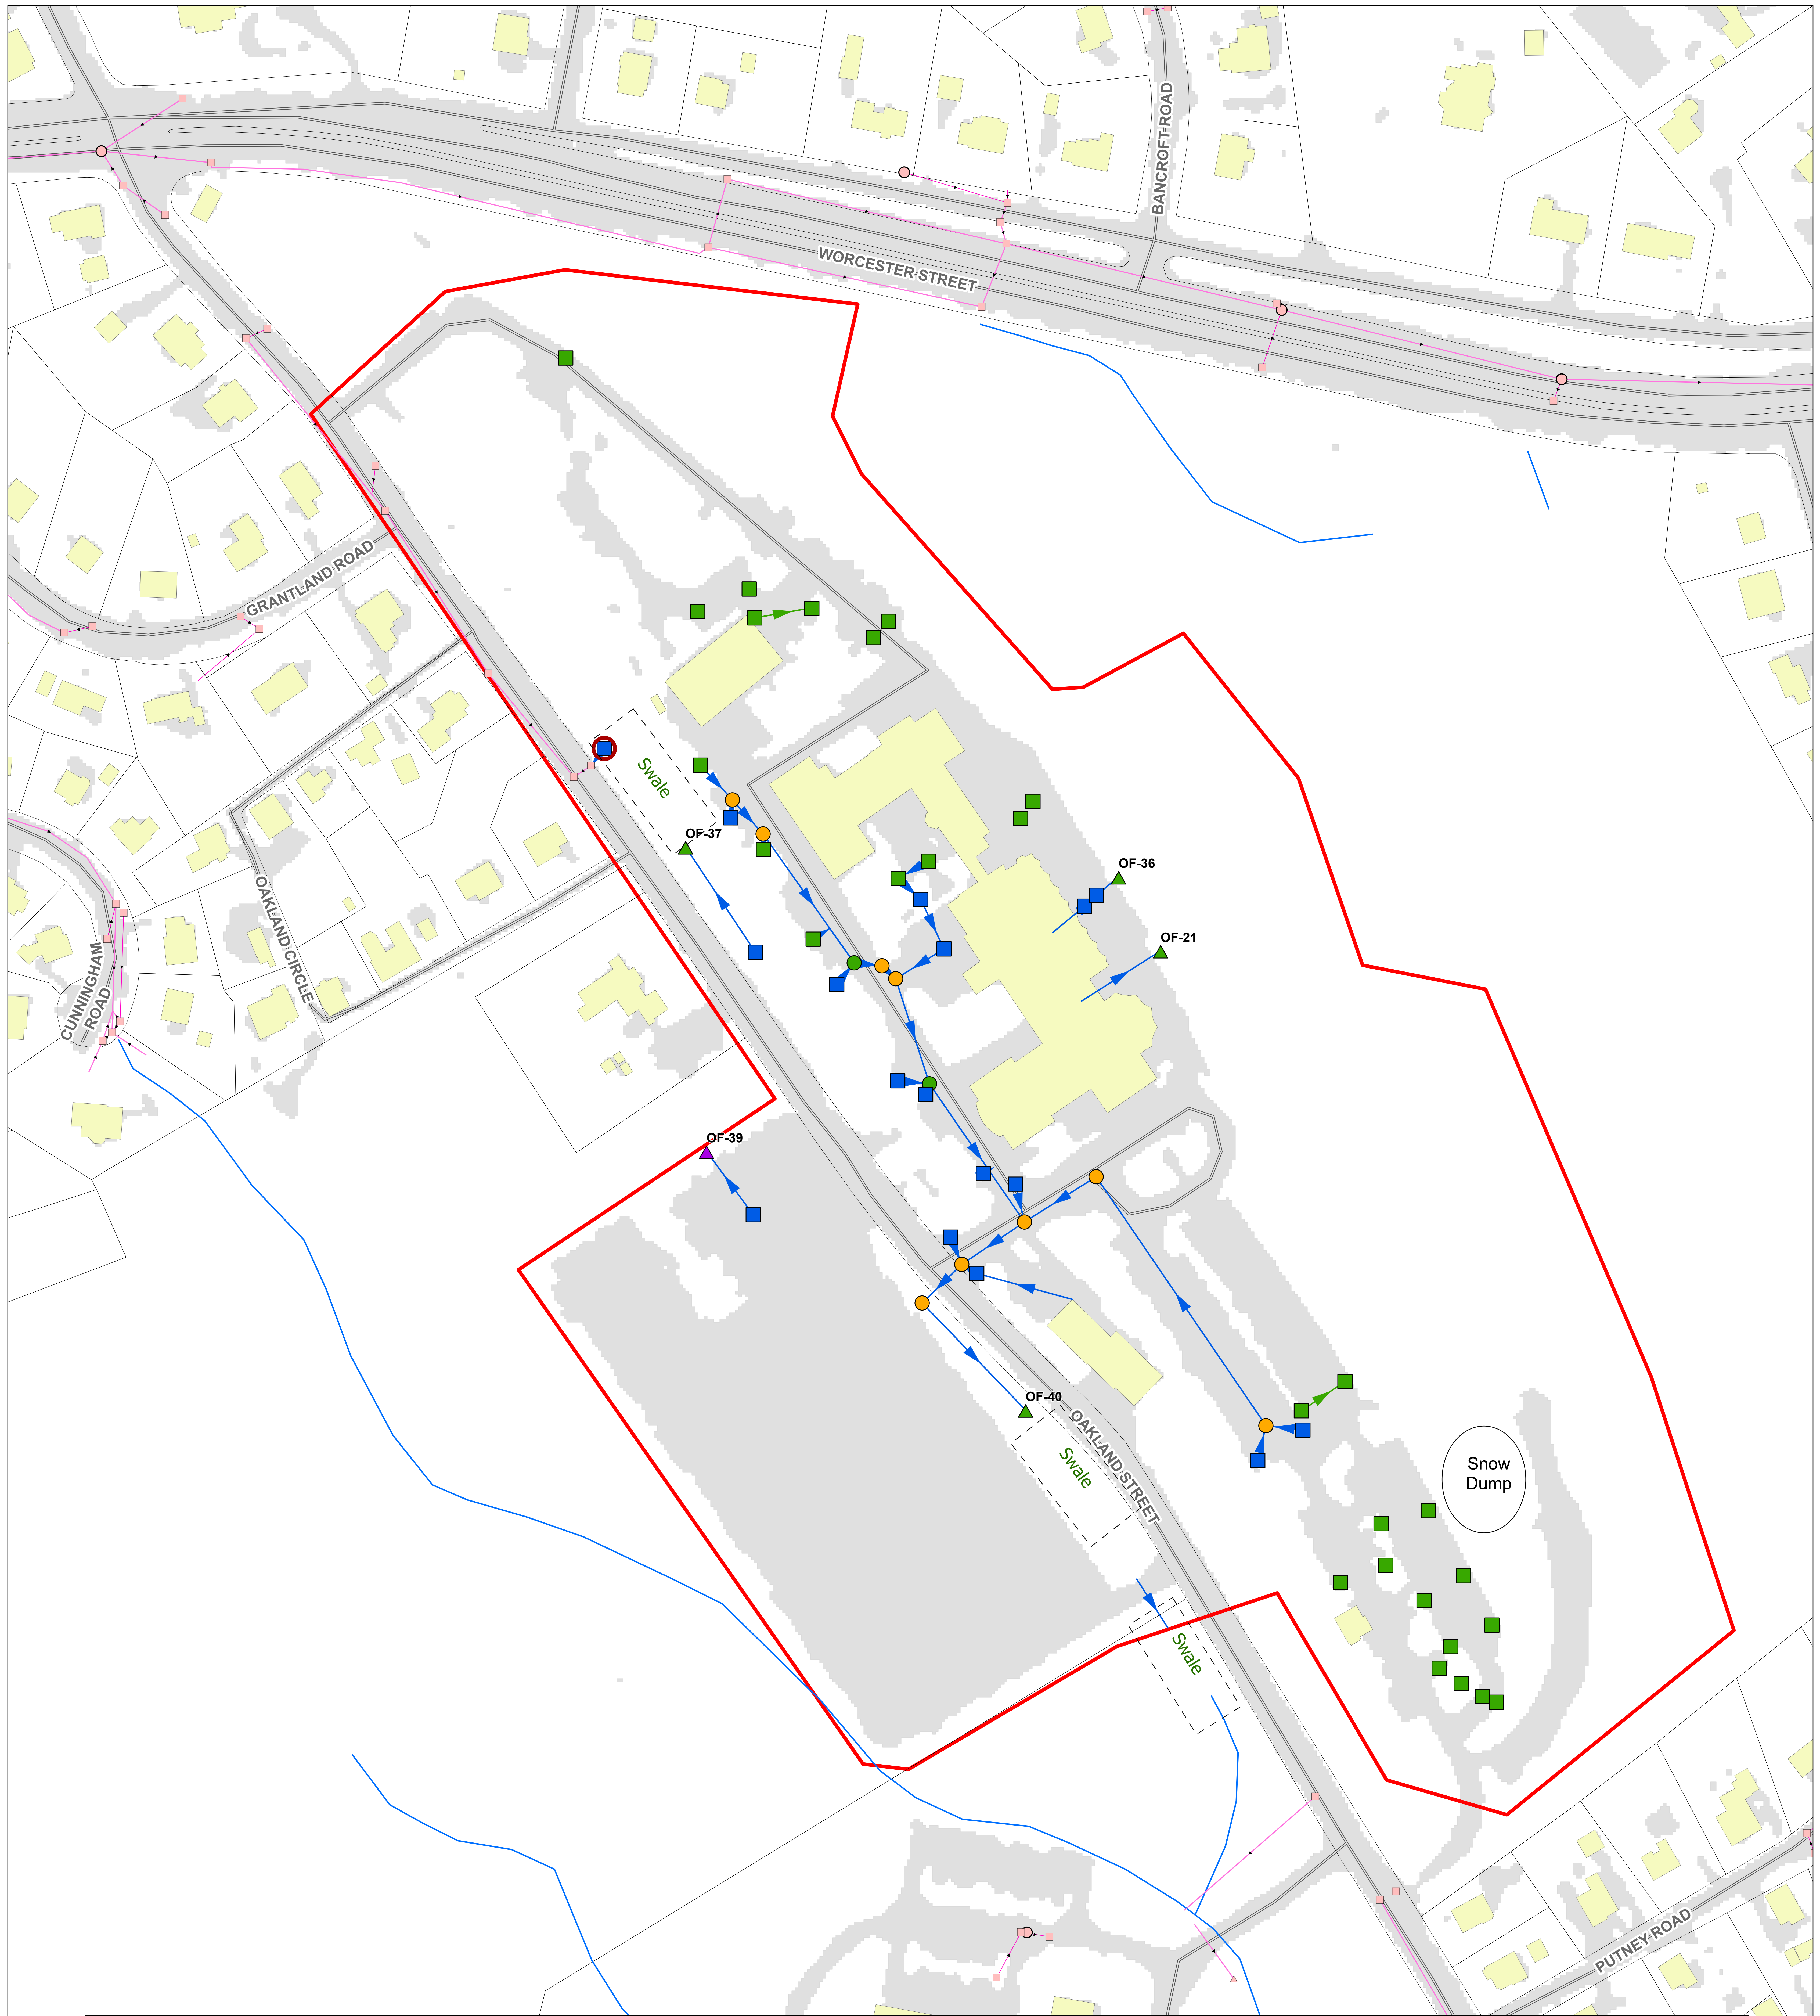 BANCROFT ROAD
WORCESTER STREET
GRANTLAND ROAD
Swale
OF-37
OF-36
OAKLAND CIRCLE
OF-21
CUNNINGHAM
ROAD
OF-39
OF-40
OAKLAND STREET
Swale
Snow
Dump
Swale
PUTNEY ROAD